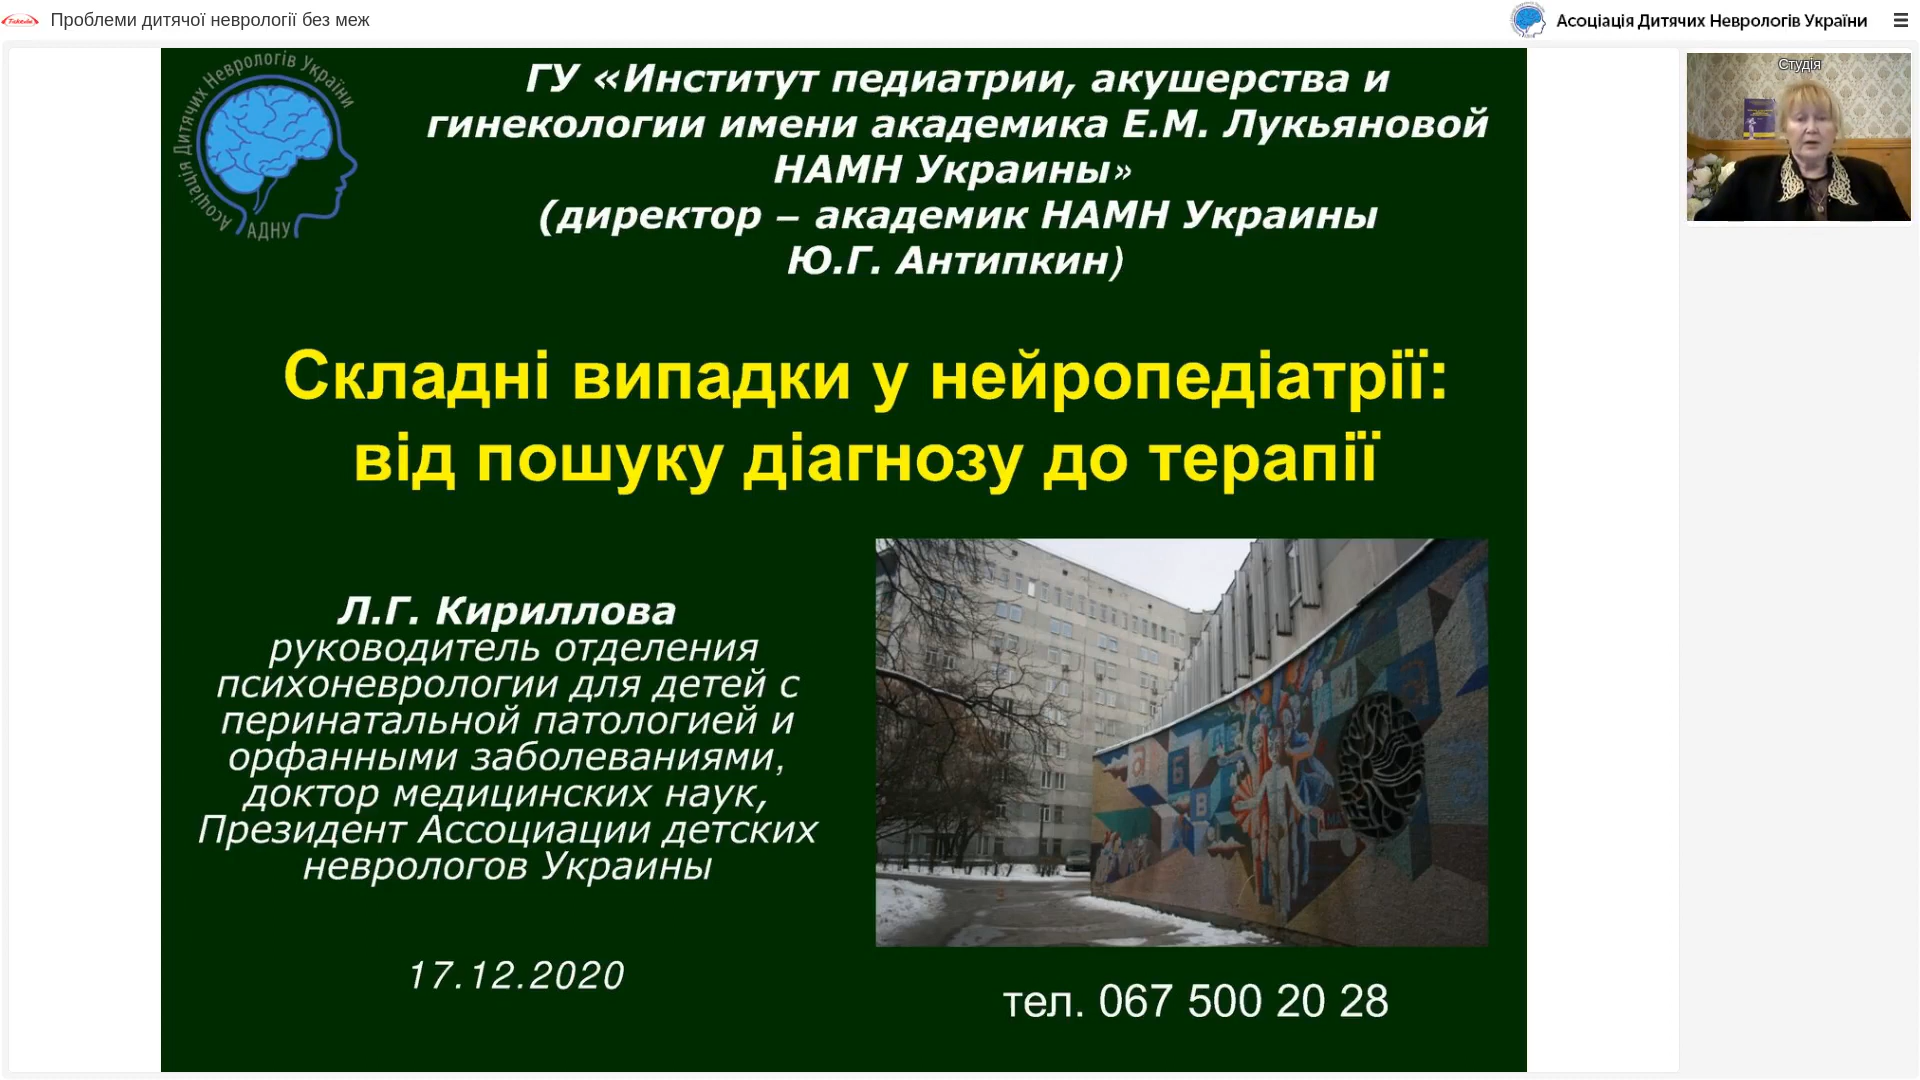 Takeda
Проблеми дитячої неврології без меж
Асоціація Дитячих Неврологів України
Студія
Асоціація Дитячих Неврологів України
АДНУ
ГУ «Институт педиатрии, акушерства и
гинекологии имени академика Е.М. Лукьяновой
НАМН Украины»
(директор – академик НАМН Украины
Ю.Г. Антипкин)
Складні випадки у нейропедіатрії:
від пошуку діагнозу до терапії
Л.Г. Кириллова
руководитель отделения
психоневрологии для детей с
перинатальной патологией и
орфанными заболеваниями,
доктор медицинских наук,
Президент Ассоциации детских
неврологов Украины
17.12.2020
тел. 067 500 20 28